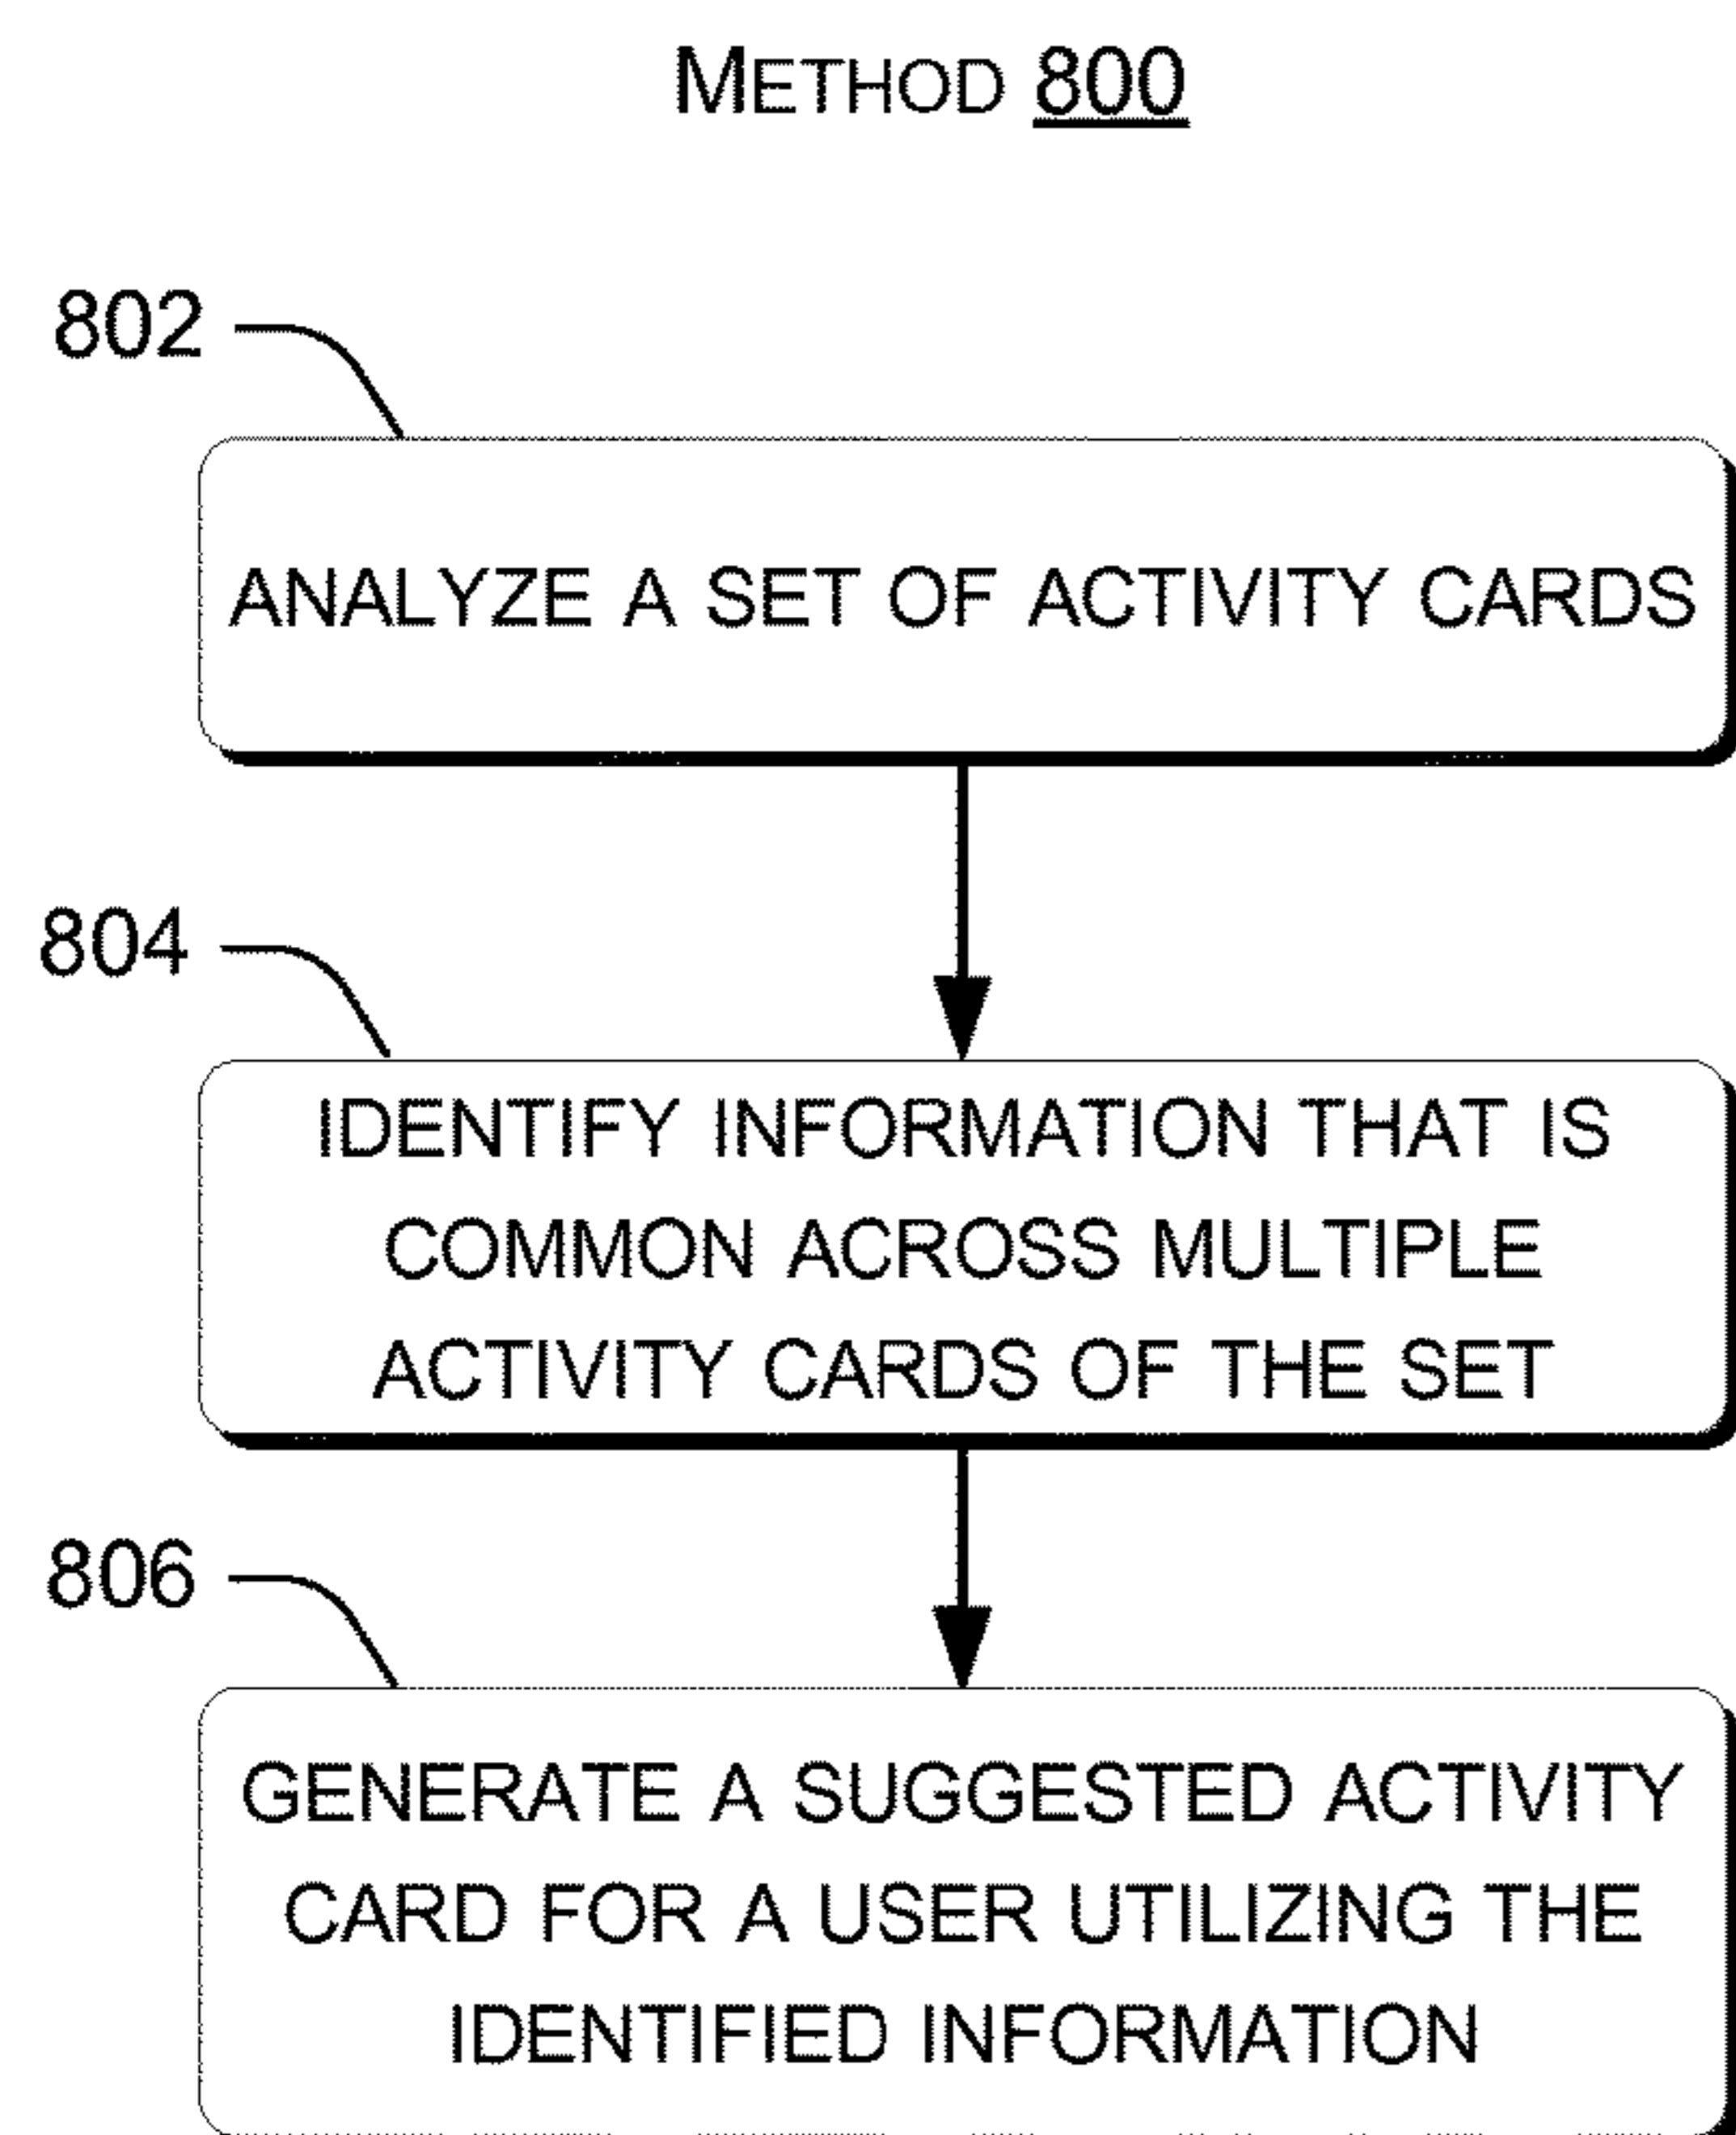 METHOD 800
802
ANALYZE A SET OF ACTIVITY CARDS
804
IDENTIFY INFORMATION THAT IS
COMMON ACROSS MULTIPLE
ACTIVITY CARDS OF THE SET
806
GENERATE A SUGGESTED ACTIVITY
CARD FOR A USER UTILIZING THE
IDENTIFIED INFORMATION